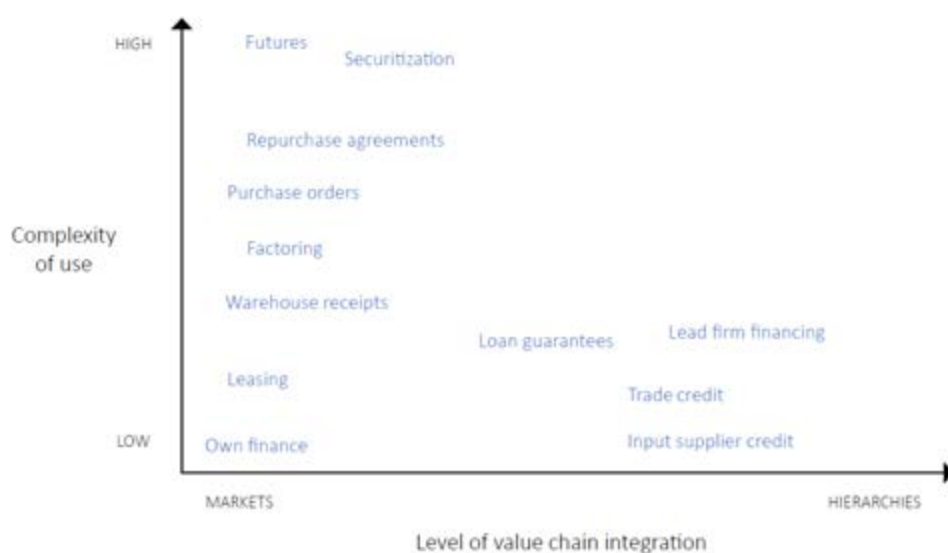 HIGH
Futures
Securitization
Repurchase agreements
Purchase orders
Complexity
of use
Factoring
Warehouse receipts
Loan guarantees
Lead firm financing
Leasing
Trade credit
LOW
Own finance
Input supplier credit
MARKETS
HIERARCHIES
Level of value chain integration